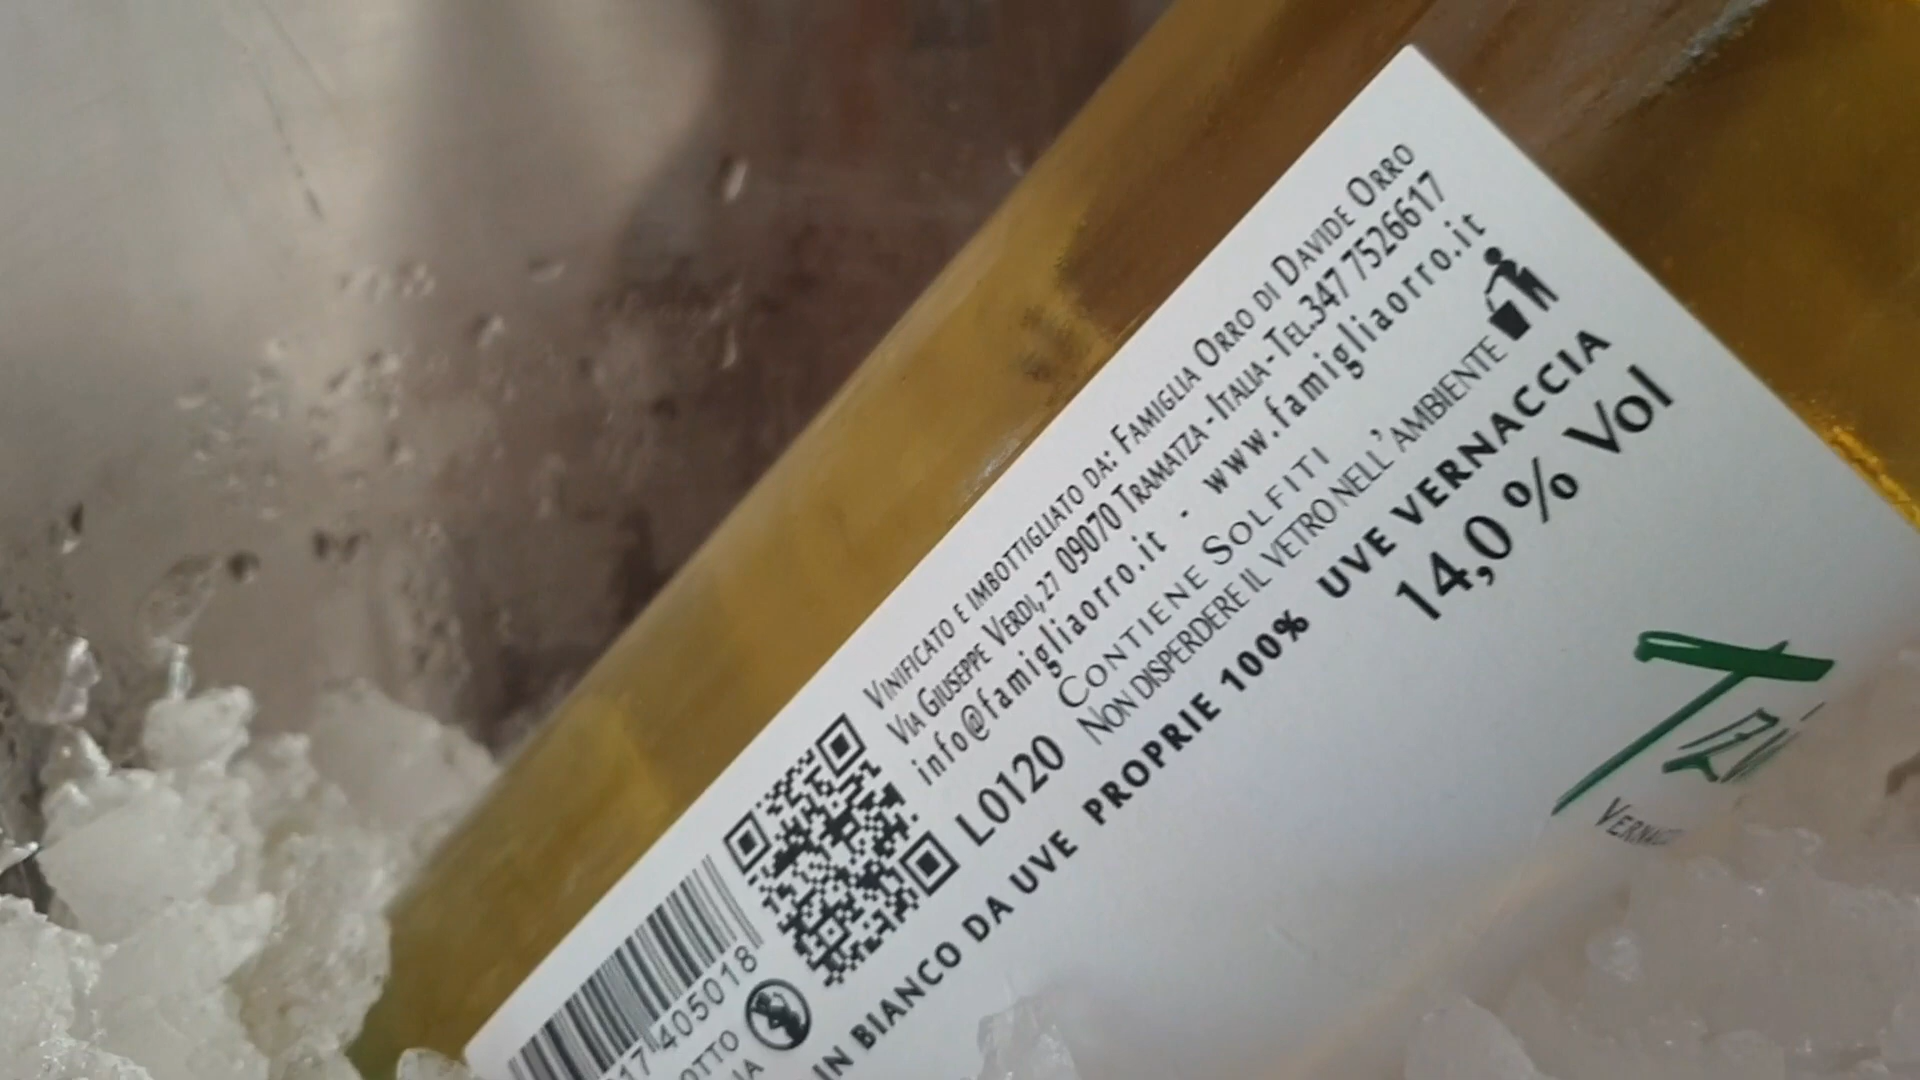 Vinificato e imbottigliato da: Famiglia Orro di Davide Orro
Via Giuseppe Verdi, 27 09070 Tramatza - Italia - Tel. 347 7526617
info@famigliaorro.it - www.famigliaorro.it
Contiene Solfiti
L0120 Non disperdere il vetro nell'ambiente
IN BIANCO DA UVE PROPRIE 100% UVE VERNACCIA
14,0 % Vol
17 405018